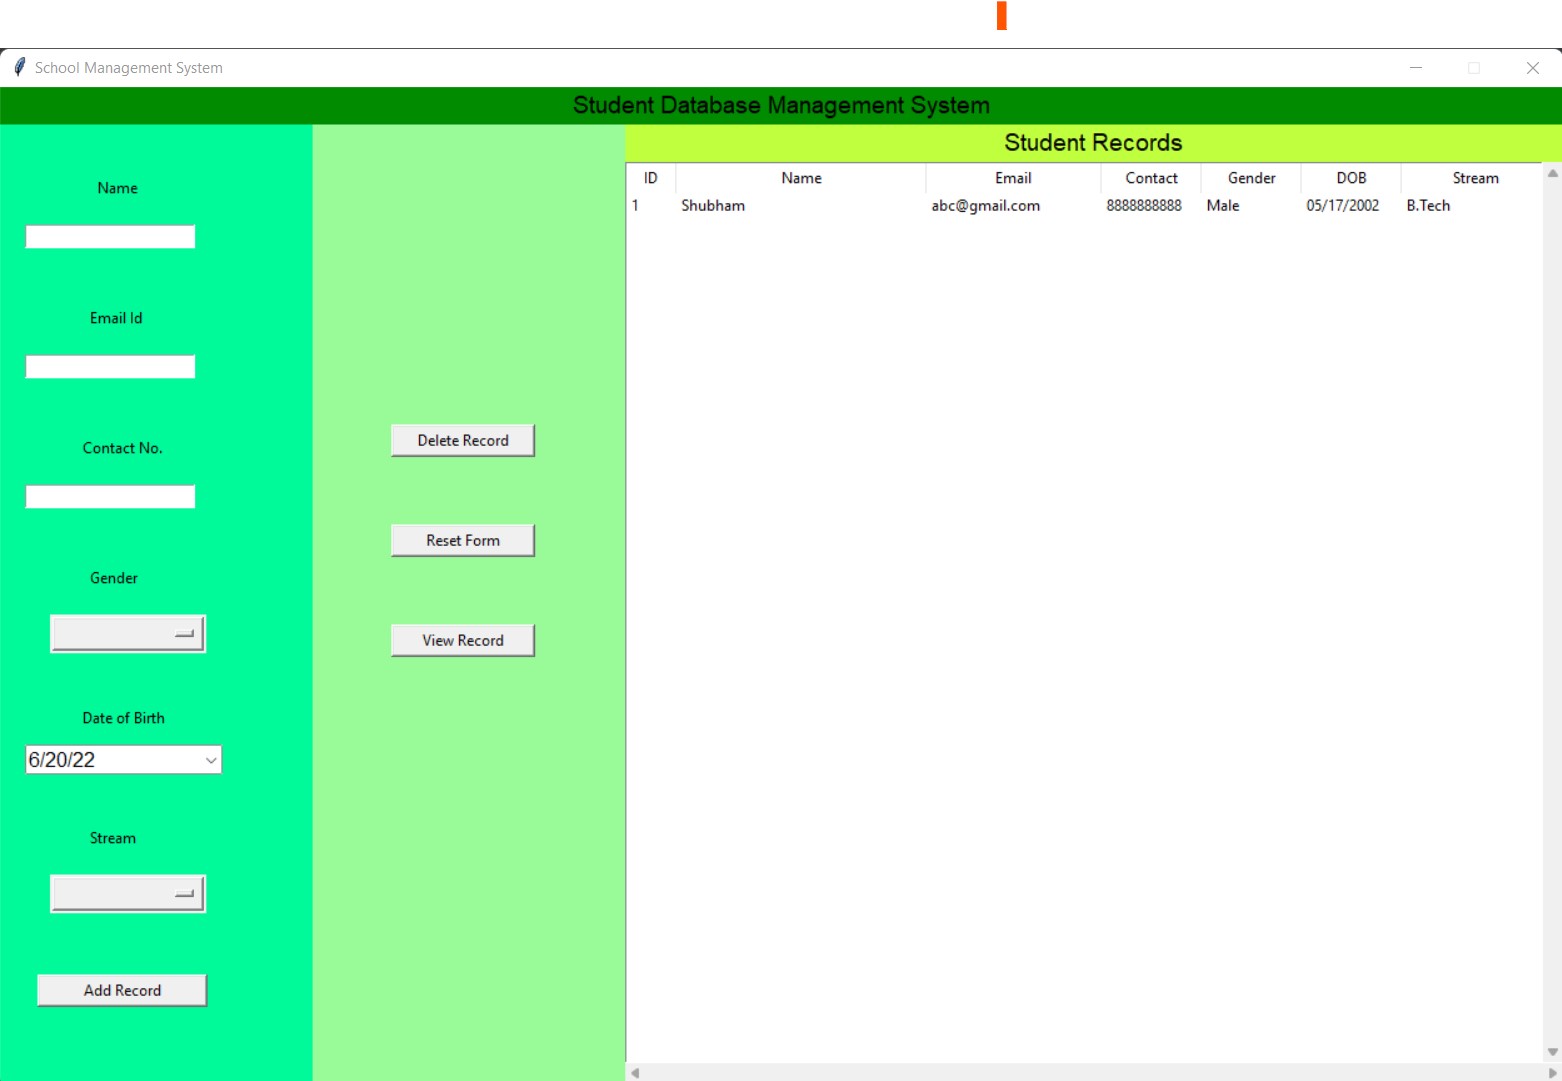 School Management System
Student Database Management System
Name
Email Id
Contact No.
Gender
Date of Birth
6/20/22
Stream
Add Record
Delete Record
Reset Form
View Record
Student Records
ID Name Email Contact Gender DOB Stream
1 Shubham abc@gmail.com 8888888888 Male 05/17/2002 B.Tech